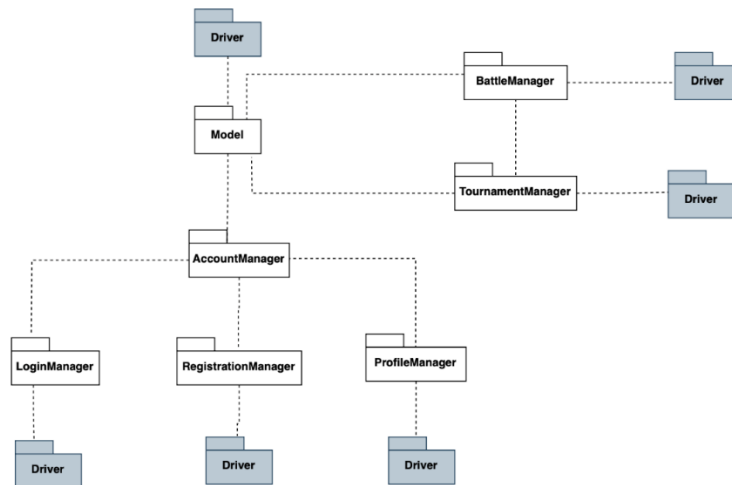 Driver
BattleManager
Driver
Model
TournamentManager
Driver
AccountManager
LoginManager
RegistrationManager
ProfileManager
Driver
Driver
Driver